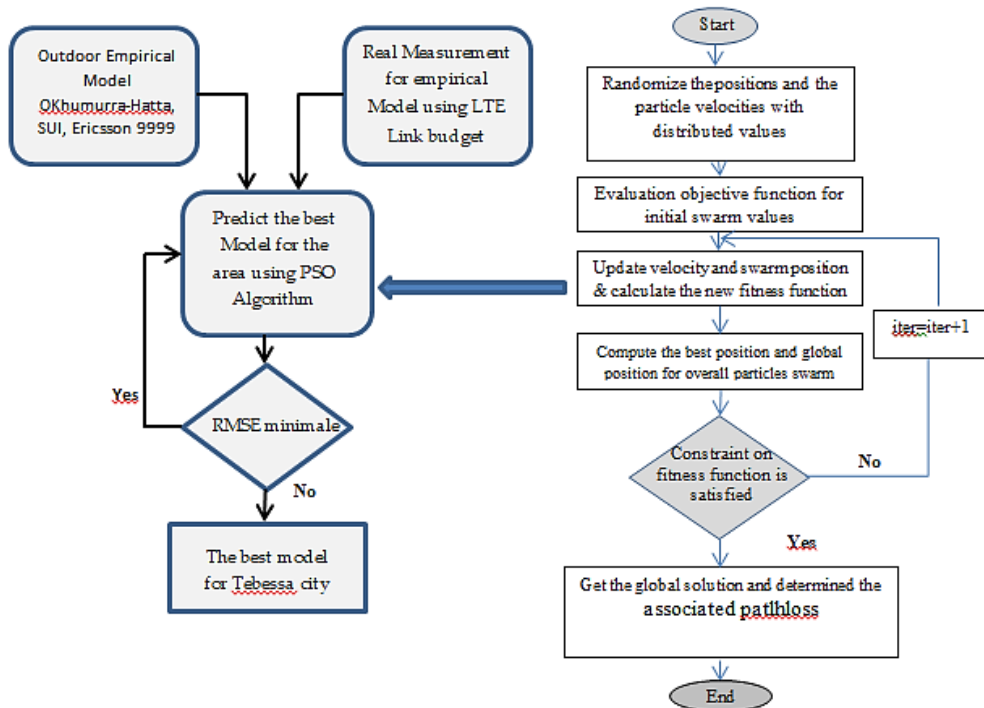 Outdoor Empirical
Model
OKhumurra-Hatta,
SUI, Ericsson 9999
Real Measurement
for empirical
Model using LTE
Link budget
Predict the best
Model for the
area using PSO
Algorithm
Yes
RMSE minimale
No
The best model
for Tebessa city
Start
Randomize thepositions and the
particle velocities with
distributed values
Evaluation objective function for
initial swarm values
Update velocity and swarm position
& calculate the new fitness function
iter=iter+1
Compute the best position and global
position for overall particles swarm
Constraint on
fitness function is
satisfied
No
Yes
Get the global solution and determined the
associated patlhloss
End